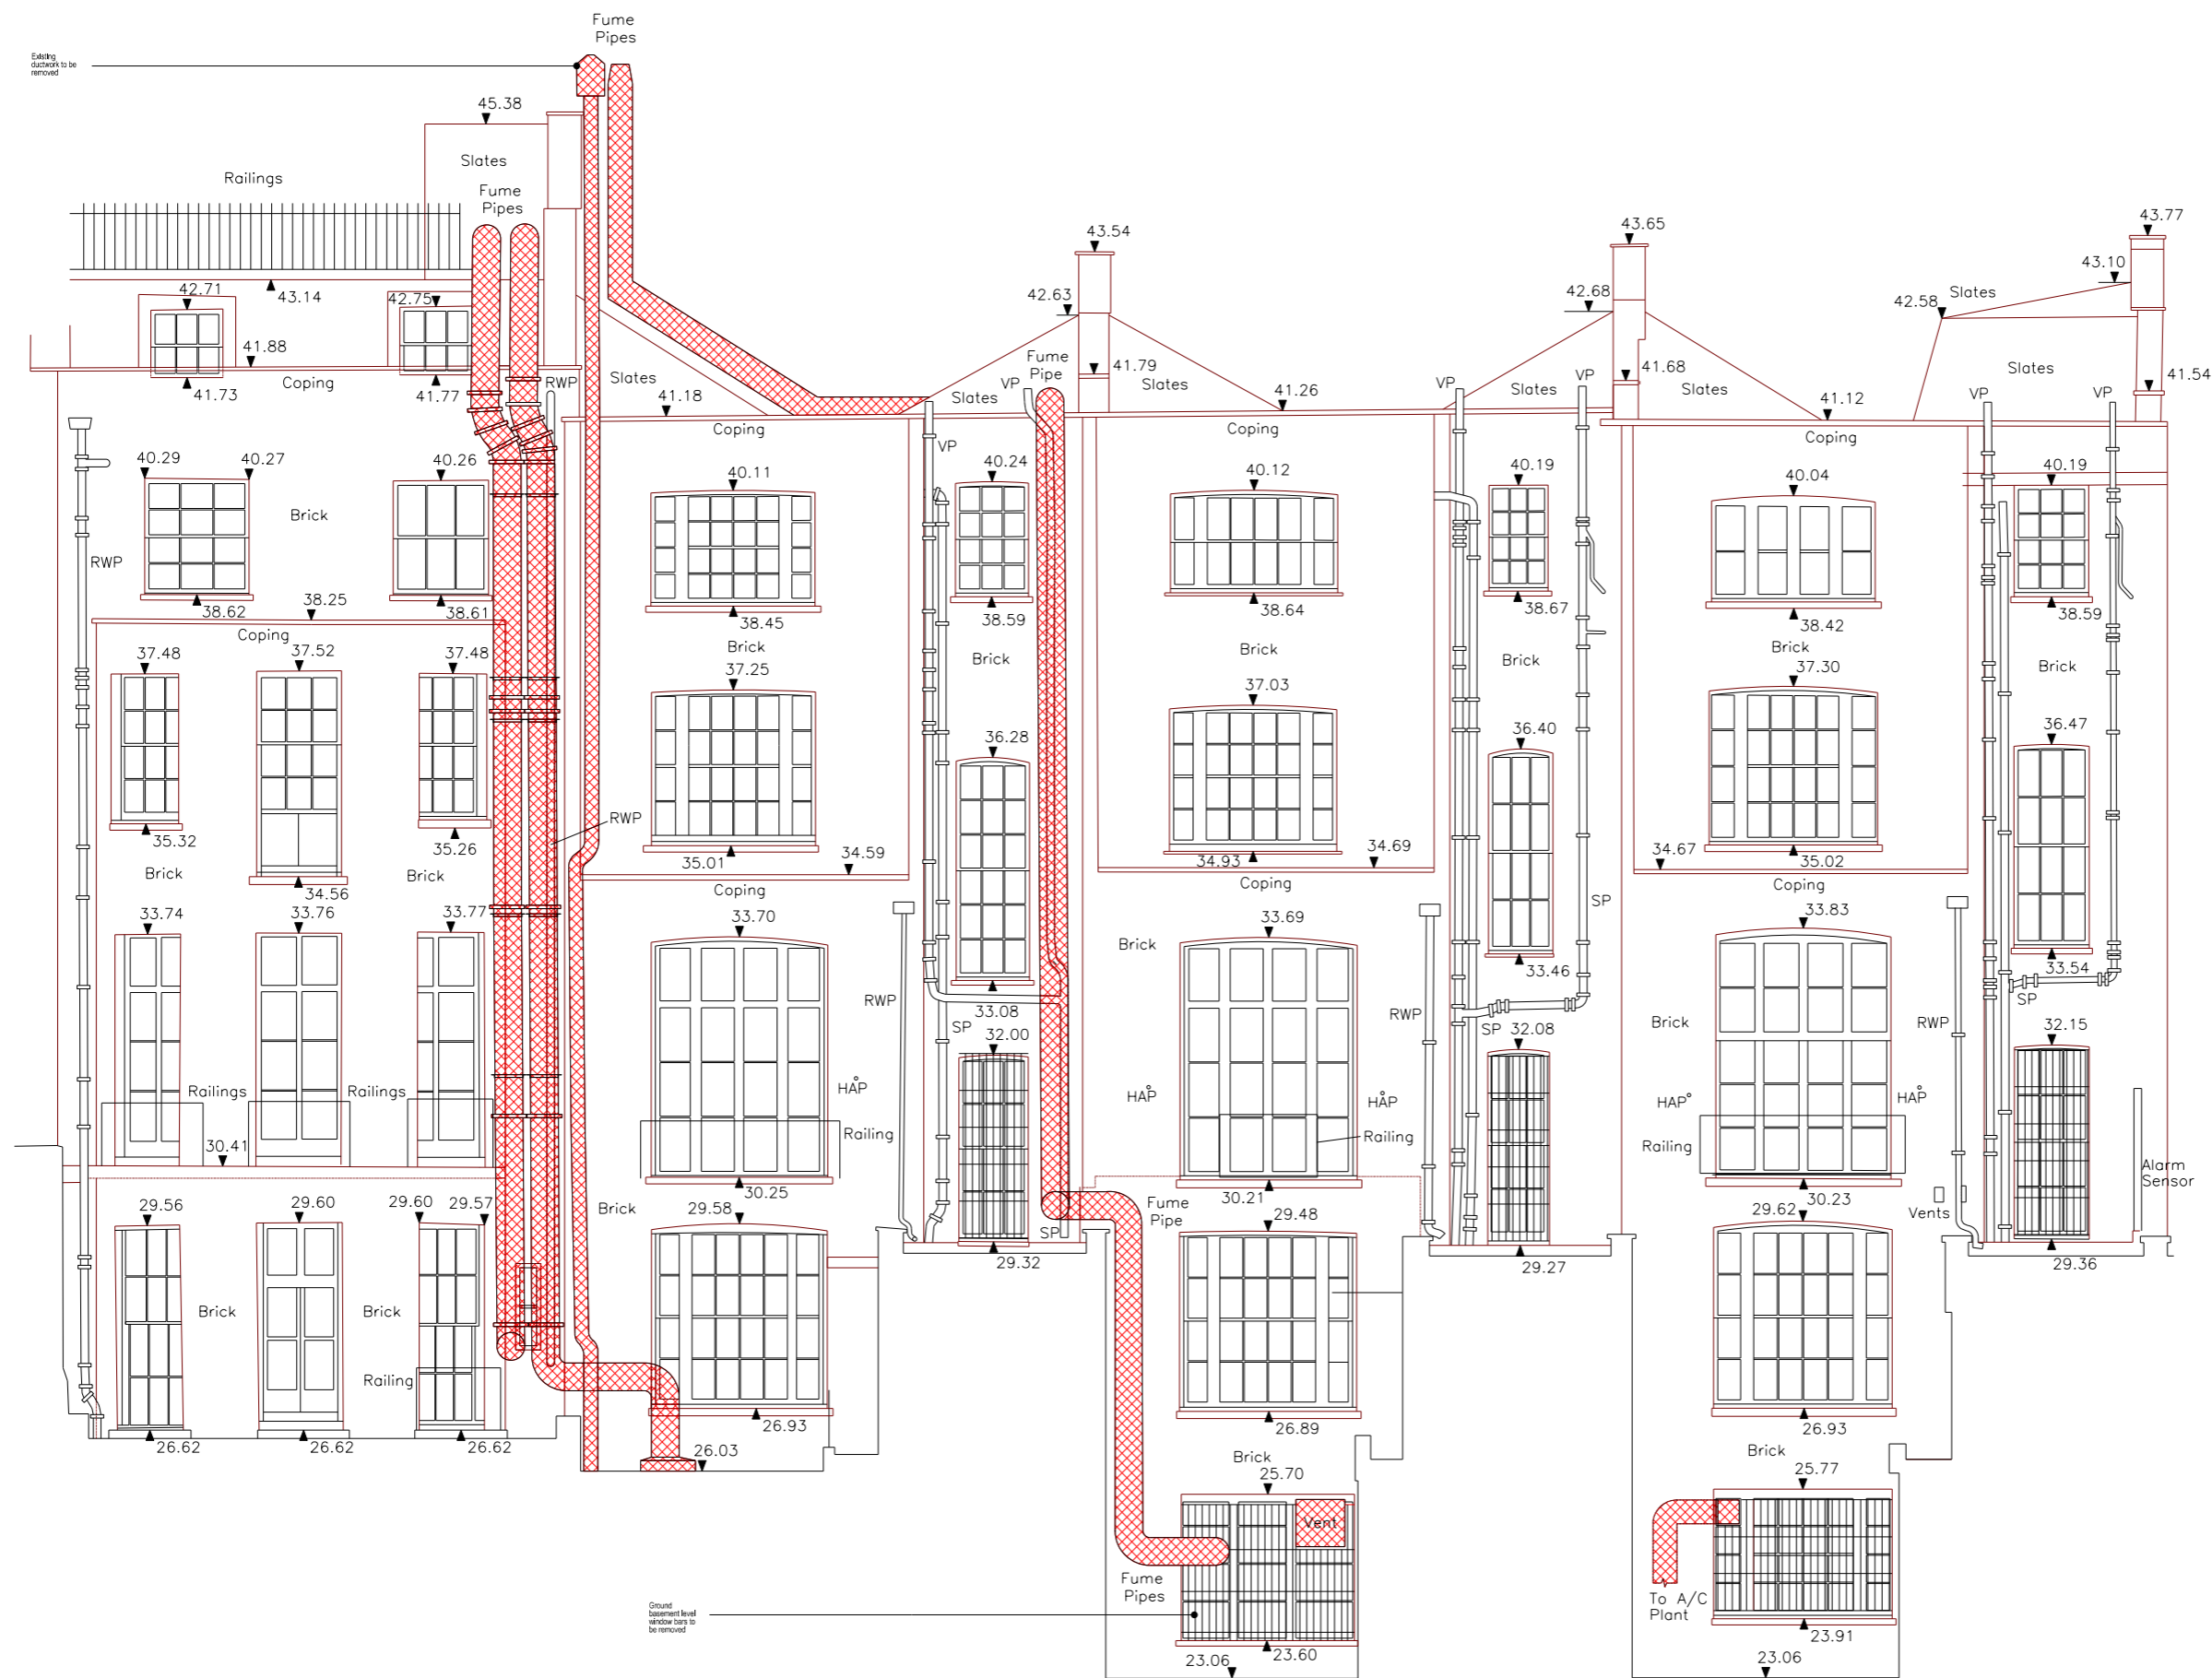 Fume
Pipes
Existing
ductwork to be
removed
45.38
Slates
Railings
Fume
Pipes
43.14
42.71
42.75
41.88
Coping
41.73
41.77
RWP
Slates
41.18
43.54
42.63
Fume
Pipe
41.79
VP
Slates
Slates
41.26
43.65
42.68
VP
Slates
VP
41.68
Slates
41.12
43.77
43.10
42.58
Slates
Slates
41.54
VP
VP
Coping
VP
Coping
Coping
40.29
40.27
40.26
40.11
40.24
40.12
40.19
40.04
40.19
Brick
RWP
38.62
38.25
38.61
38.45
38.59
38.64
38.67
38.42
38.59
Coping
Brick
Brick
Brick
Brick
Brick
Brick
37.48
37.52
37.48
37.25
37.03
37.30
36.28
36.40
36.47
RWP
35.32
35.26
35.01
34.59
34.93
34.69
34.67
35.02
Brick
34.56
Brick
Coping
Coping
Coping
SP
33.74
33.76
33.77
33.70
33.69
33.83
Brick
33.08
33.46
33.54
RWP
SP
32.00
RWP
SP
32.08
Brick
SP
RWP
32.15
Railings
Railings
HAP
HAP
HAP
HAP
HAP
Railing
Railing
Railing
30.41
30.25
30.21
30.23
Alarm
Sensor
Vents
29.56
29.60
29.60
29.57
Brick
29.58
SP
Fume
Pipe
29.48
29.62
29.32
29.27
29.36
Brick
Brick
Railing
26.62
26.62
26.62
26.93
26.03
26.89
26.93
Brick
25.70
Brick
25.77
Vent
Fume
Pipes
To A/C
Plant
Ground
basement level
window bars to
be removed
23.60
23.06
23.91
23.06